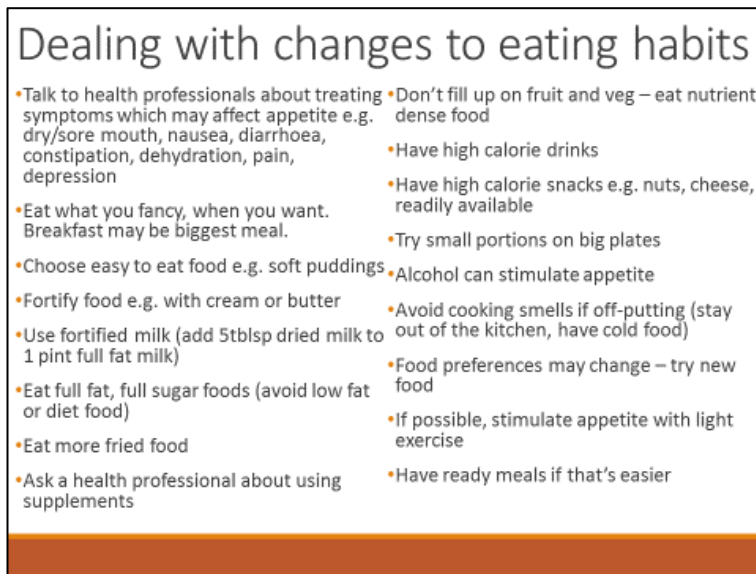 Dealing with changes to eating habits
•Talk to health professionals about treating
symptoms which may affect appetite e.g.
dry/sore mouth, nausea, diarrhoea,
constipation, dehydration, pain,
depression
•Eat what you fancy, when you want.
Breakfast may be biggest meal.
•Choose easy to eat food e.g. soft puddings
•Fortify food e.g. with cream or butter
•Use fortified milk (add 5tblsp dried milk to
1 pint full fat milk)
•Eat full fat, full sugar foods (avoid low fat
or diet food)
•Eat more fried food
•Ask a health professional about using
supplements
•Don't fill up on fruit and veg – eat nutrient
dense food
•Have high calorie drinks
•Have high calorie snacks e.g. nuts, cheese,
readily available
•Try small portions on big plates
•Alcohol can stimulate appetite
•Avoid cooking smells if off-putting (stay
out of the kitchen, have cold food)
•Food preferences may change – try new
food
•If possible, stimulate appetite with light
exercise
•Have ready meals if that's easier